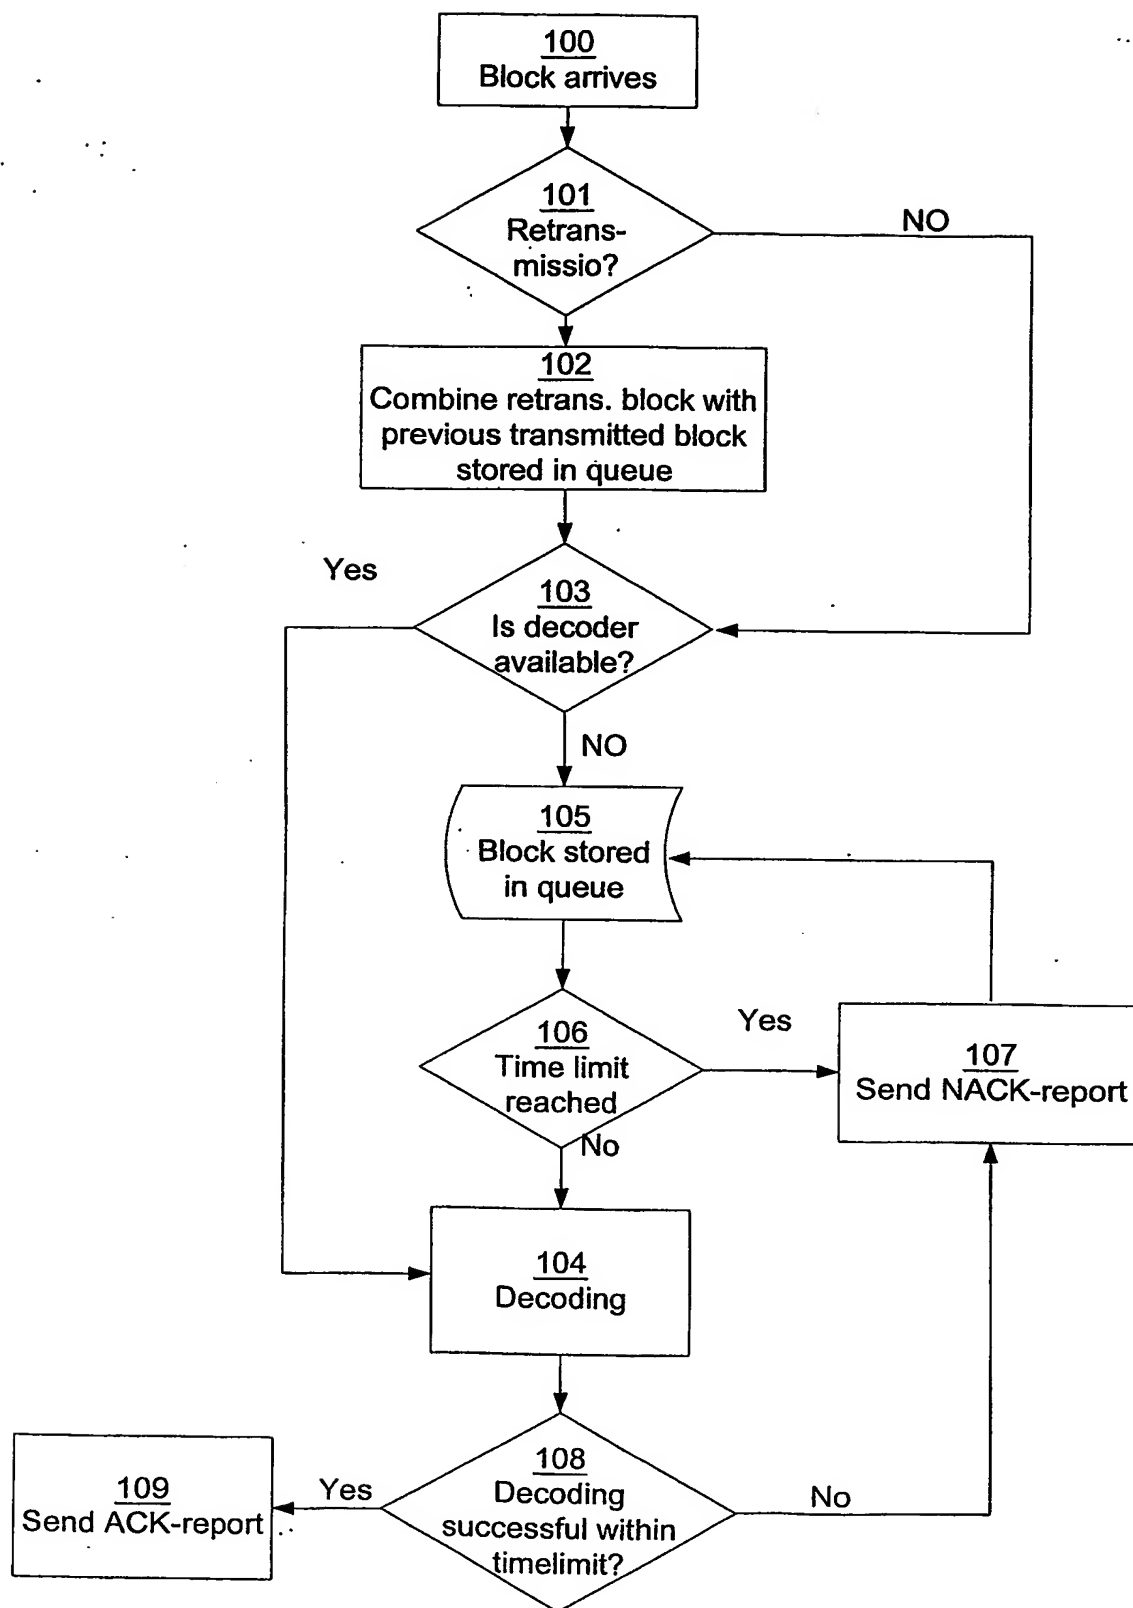 100
Block arrives
101
Retrans-
missio?
NO
102
Combine retrans. block with
previous transmitted block
stored in queue
Yes
103
Is decoder
available?
NO
105
Block stored
in queue
106
Time limit
reached
Yes
No
107
Send NACK-report
104
Decoding
109
Send ACK-report
Yes
108
Decoding
successful within
timelimit?
No